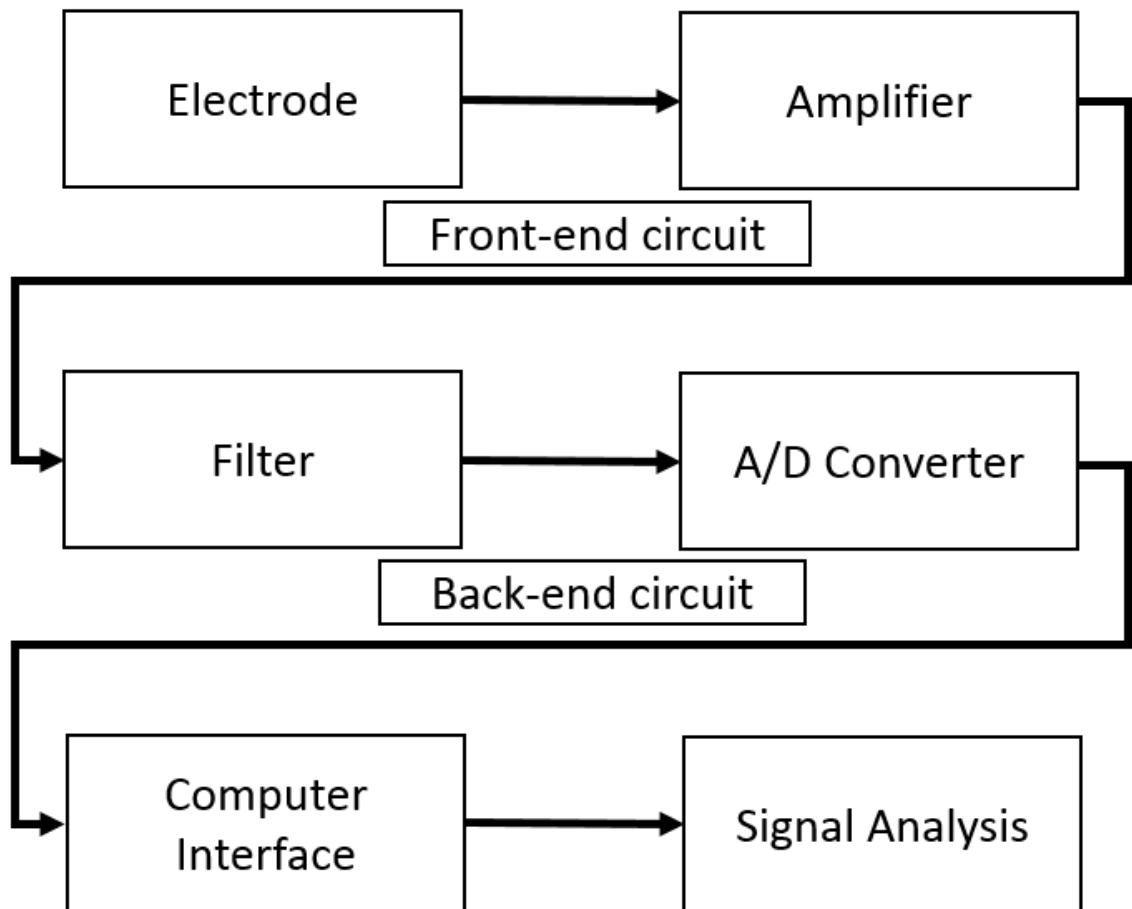 Electrode
Amplifier
Front-end circuit
Filter
A/D Converter
Back-end circuit
Computer
Interface
Signal Analysis